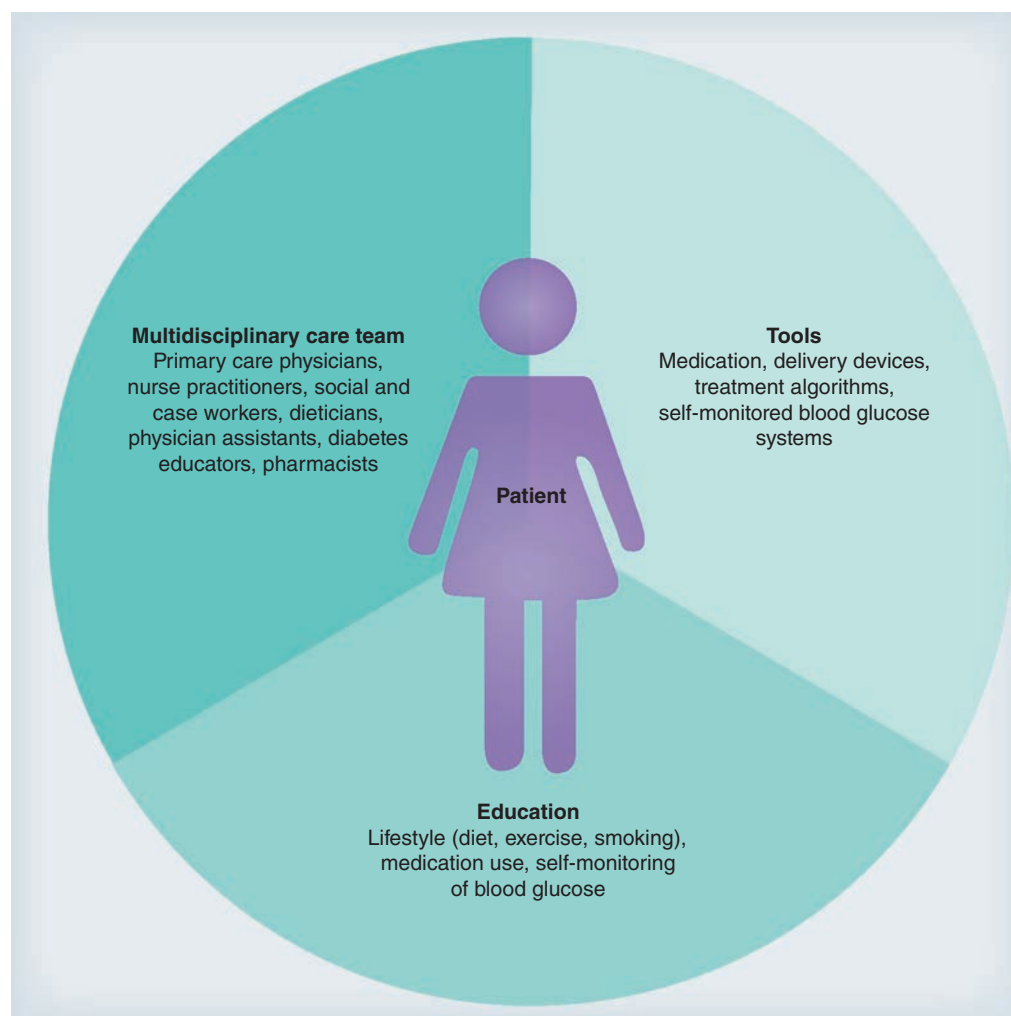 Multidisciplinary care team
Primary care physicians,
nurse practitioners, social and
case workers, dieticians,
physician assistants, diabetes
educators, pharmacists
Tools
Medication, delivery devices,
treatment algorithms,
self-monitored blood glucose
systems
Patient
Education
Lifestyle (diet, exercise, smoking),
medication use, self-monitoring
of blood glucose